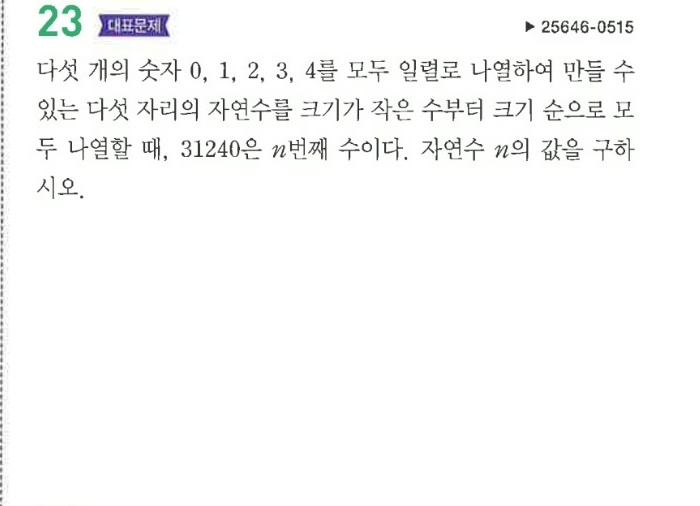 23 대표문제 ▶ 25646-0515
다섯 개의 숫자 0, 1, 2, 3, 4를 모두 일렬로 나열하여 만들 수
있는 다섯 자리의 자연수를 크기가 작은 수부터 크기 순으로 모
두 나열할 때, 31240은 n번째 수이다. 자연수 n의 값을 구하
시오.